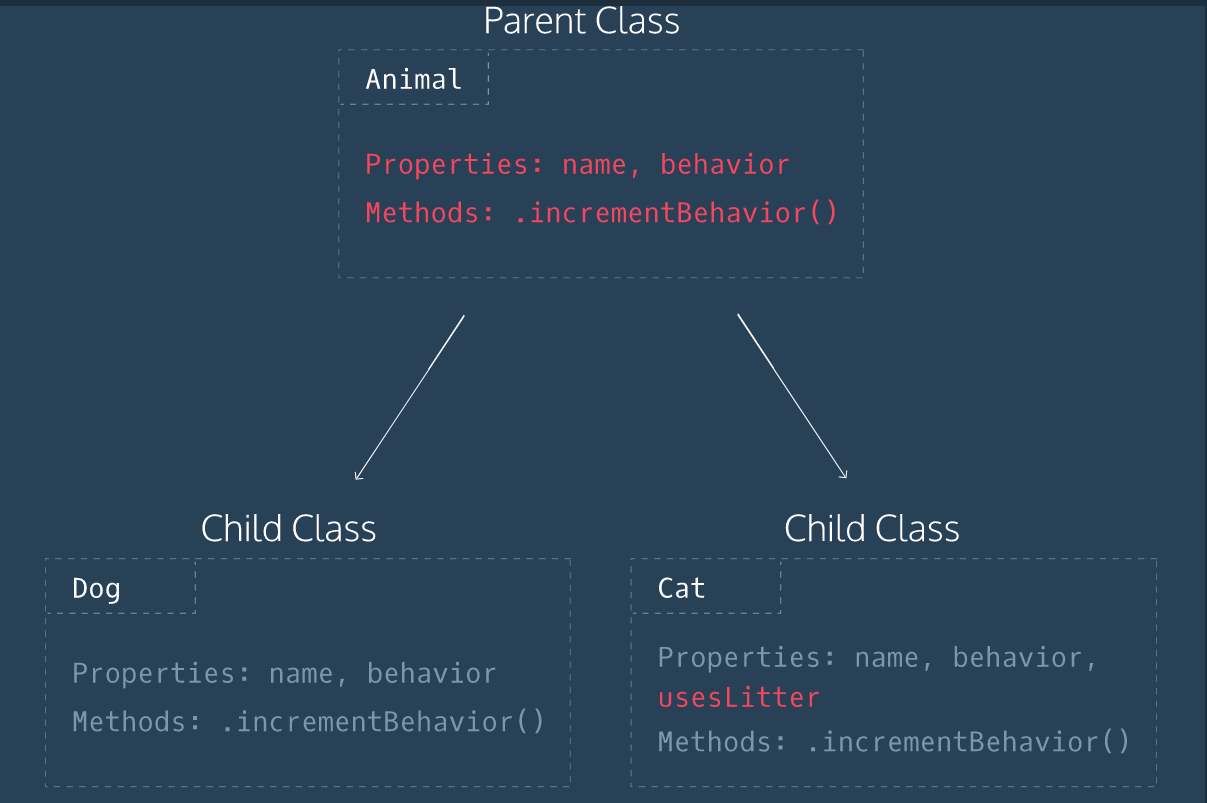 Parent Class
Animal
Properties: name, behavior
Methods: .incrementBehavior()
Child Class
Dog
Properties: name, behavior
Methods: .incrementBehavior()
Child Class
Cat
Properties: name, behavior,
usesLitter
Methods: .incrementBehavior()